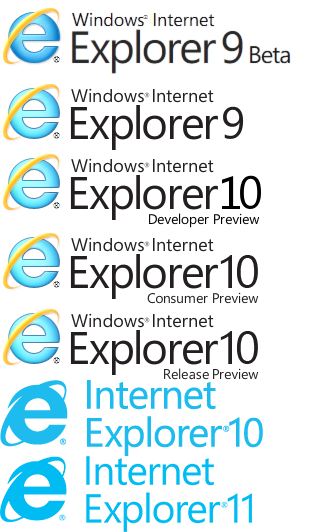 Windows® Internet
Explorer 9 Beta
Windows® Internet
Explorer 9
Windows® Internet
Explorer 10
Developer Preview
Windows® Internet
Explorer 10
Consumer Preview
Windows® Internet
Explorer 10
Release Preview
Internet
Explorer® 10
Internet
Explorer® 11